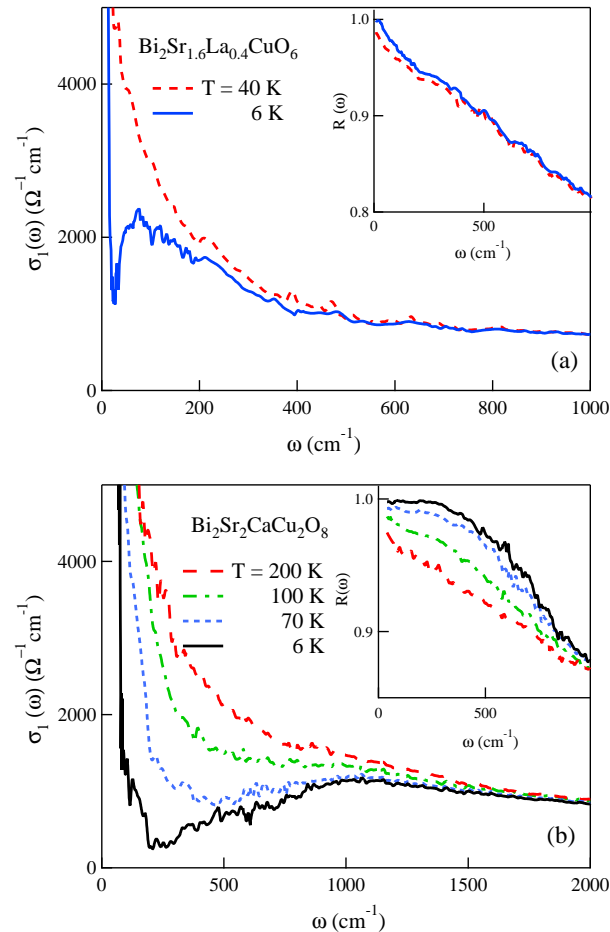 (a)
Bi2Sr1.6La0.4CuO6
T = 40 K
6 K
σ1(ω) (Ω-1 cm-1)
4000
2000
0
0 200 400 600 800 1000
ω (cm-1)
R (ω)
1.0
0.9
0.8
0 500
ω (cm-1)
(b)
Bi2Sr2CaCu2O8
T = 200 K
100 K
70 K
6 K
σ1 (ω) (Ω-1 cm-1)
4000
2000
0
0 500 1000 1500 2000
ω (cm-1)
R(ω)
1.0
0.9
0 500
ω (cm-1)